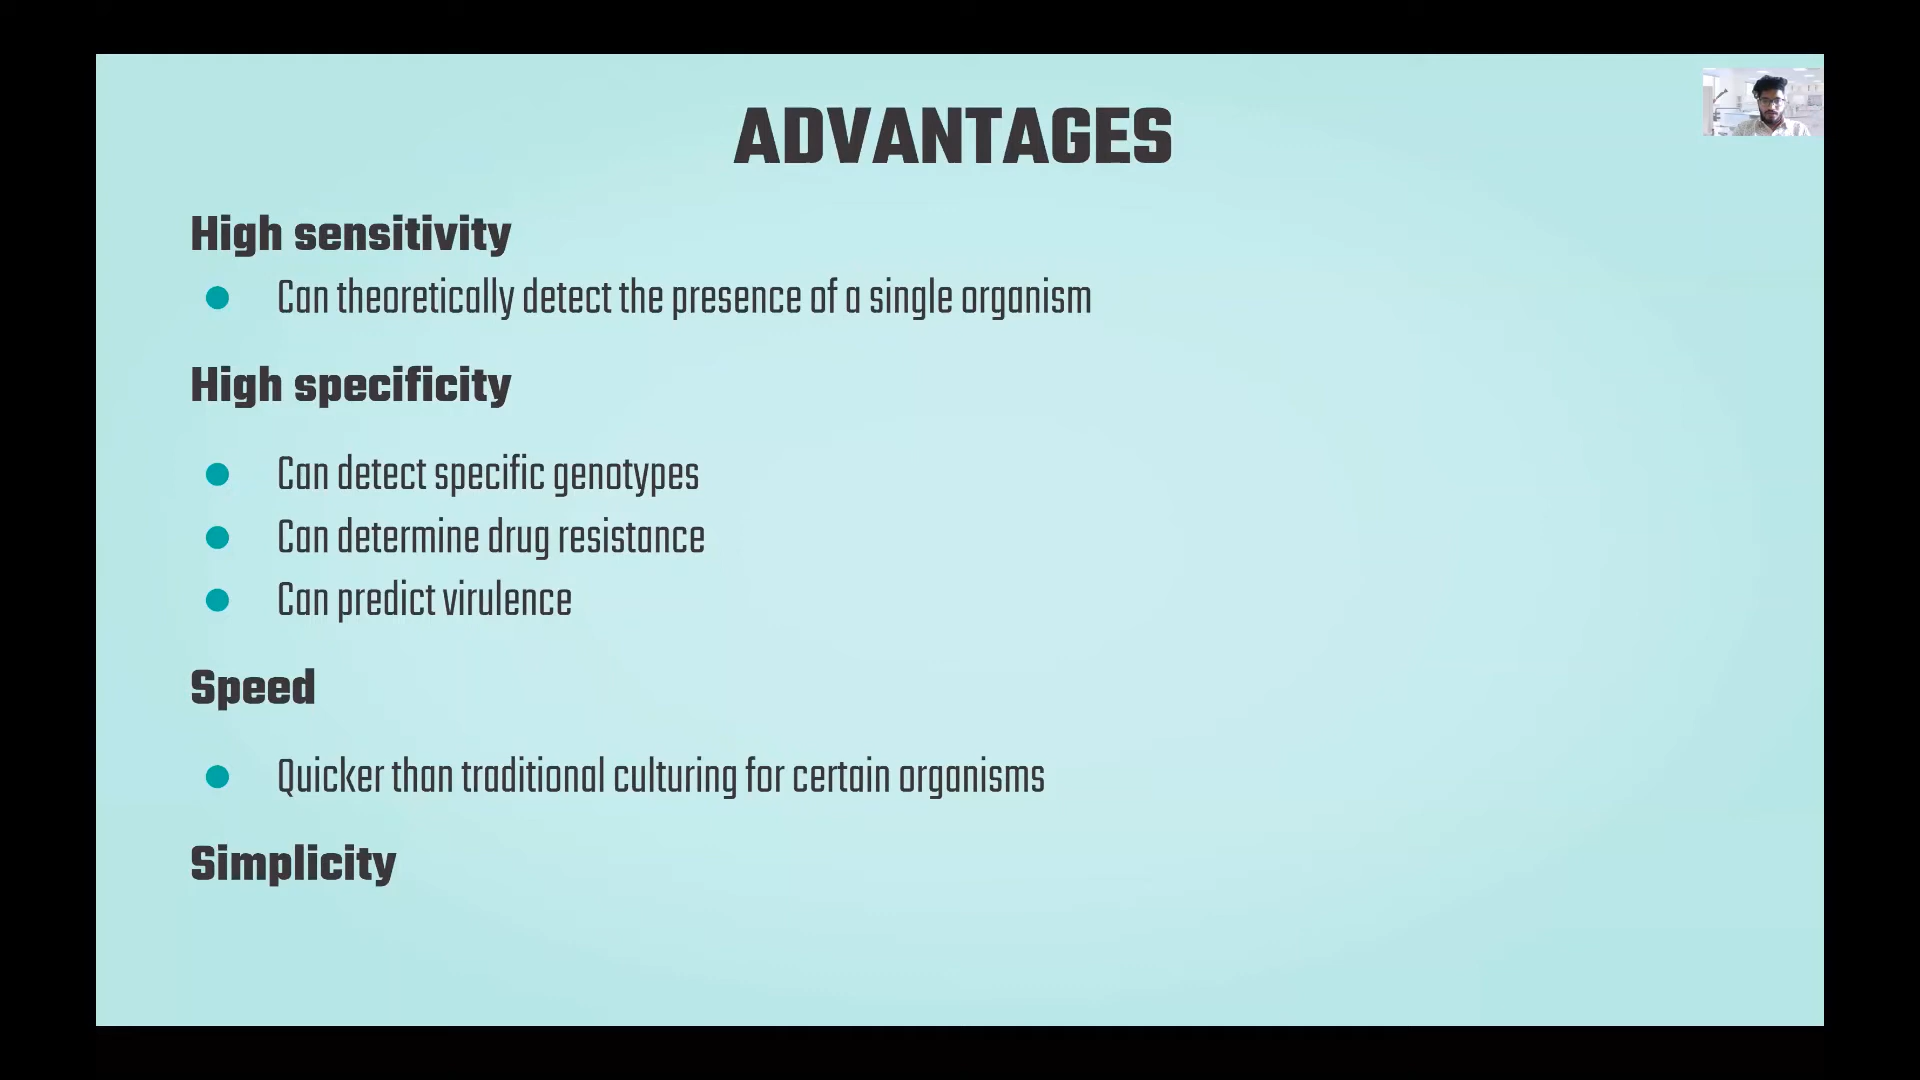 ADVANTAGES
High sensitivity
Can theoretically detect the presence of a single organism
High specificity
Can detect specific genotypes
Can determine drug resistance
Can predict virulence
Speed
Quicker than traditional culturing for certain organisms
Simplicity